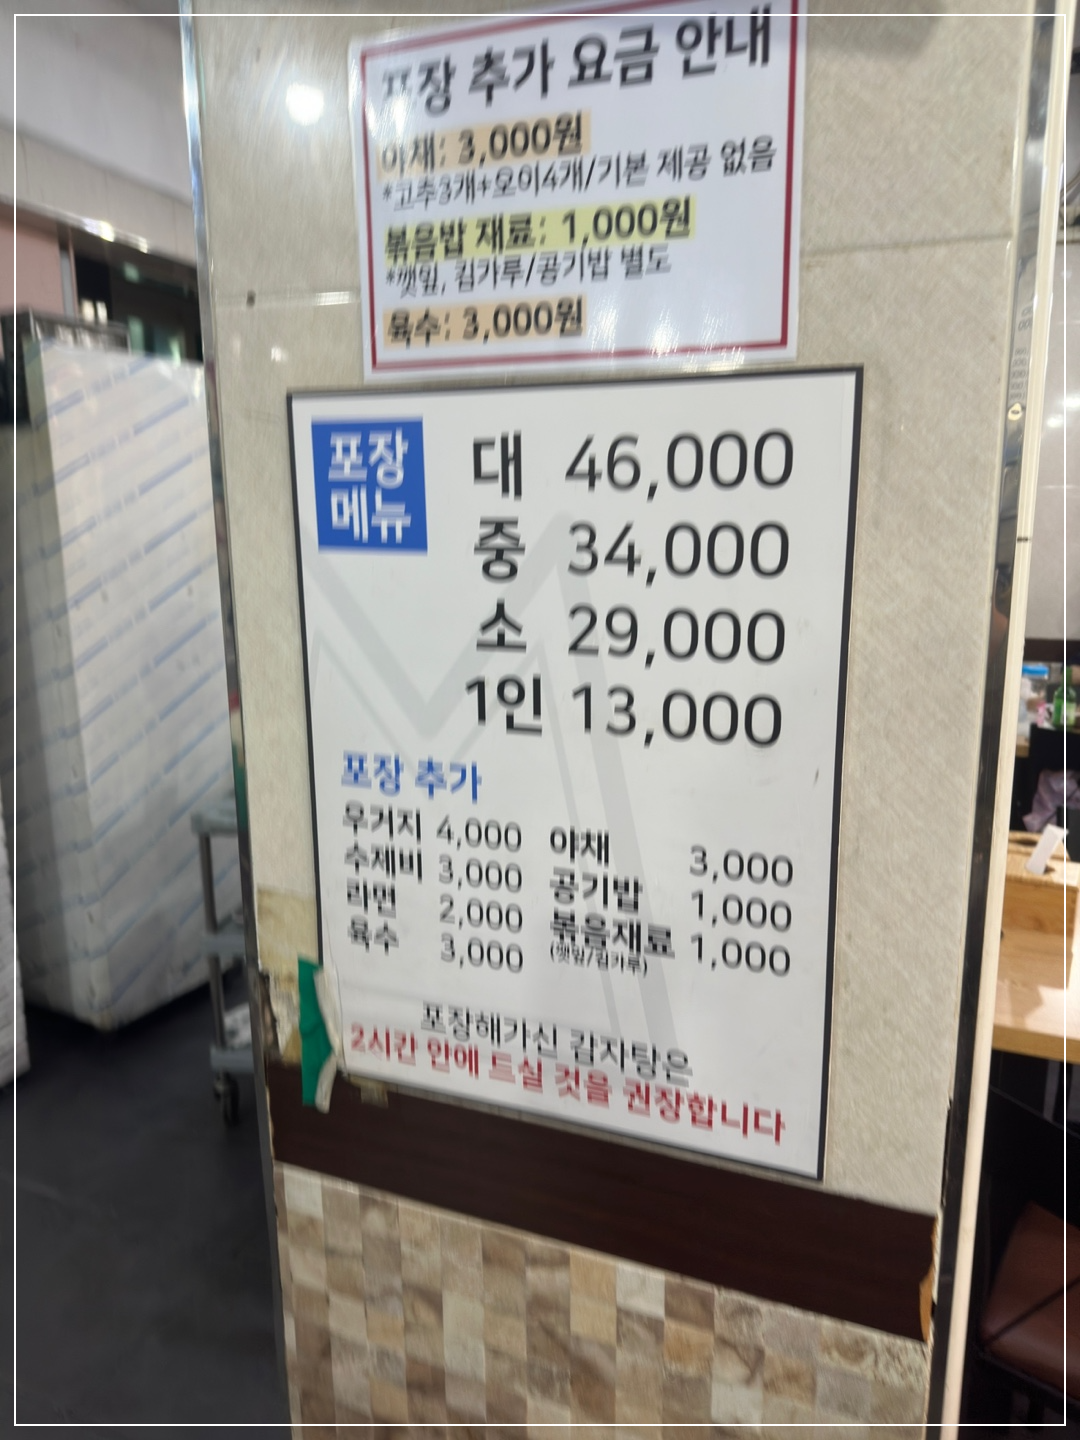 포장 추가 요금 안내
야채: 3,000원
*고추3개+오이4개/기본 제공 없음
볶음밥 재료: 1,000원
*깻잎, 김가루/공기밥 별도
육수: 3,000원
포장
메뉴
대 46,000
중 34,000
소 29,000
1인 13,000
포장 추가
우거지 4,000 야채 3,000
수제비 3,000 공기밥 1,000
라면 2,000 볶음재료 1,000
(깻잎/김가루)
육수 3,000
포장해가신 감자탕은
2시간 안에 드실 것을 권장합니다